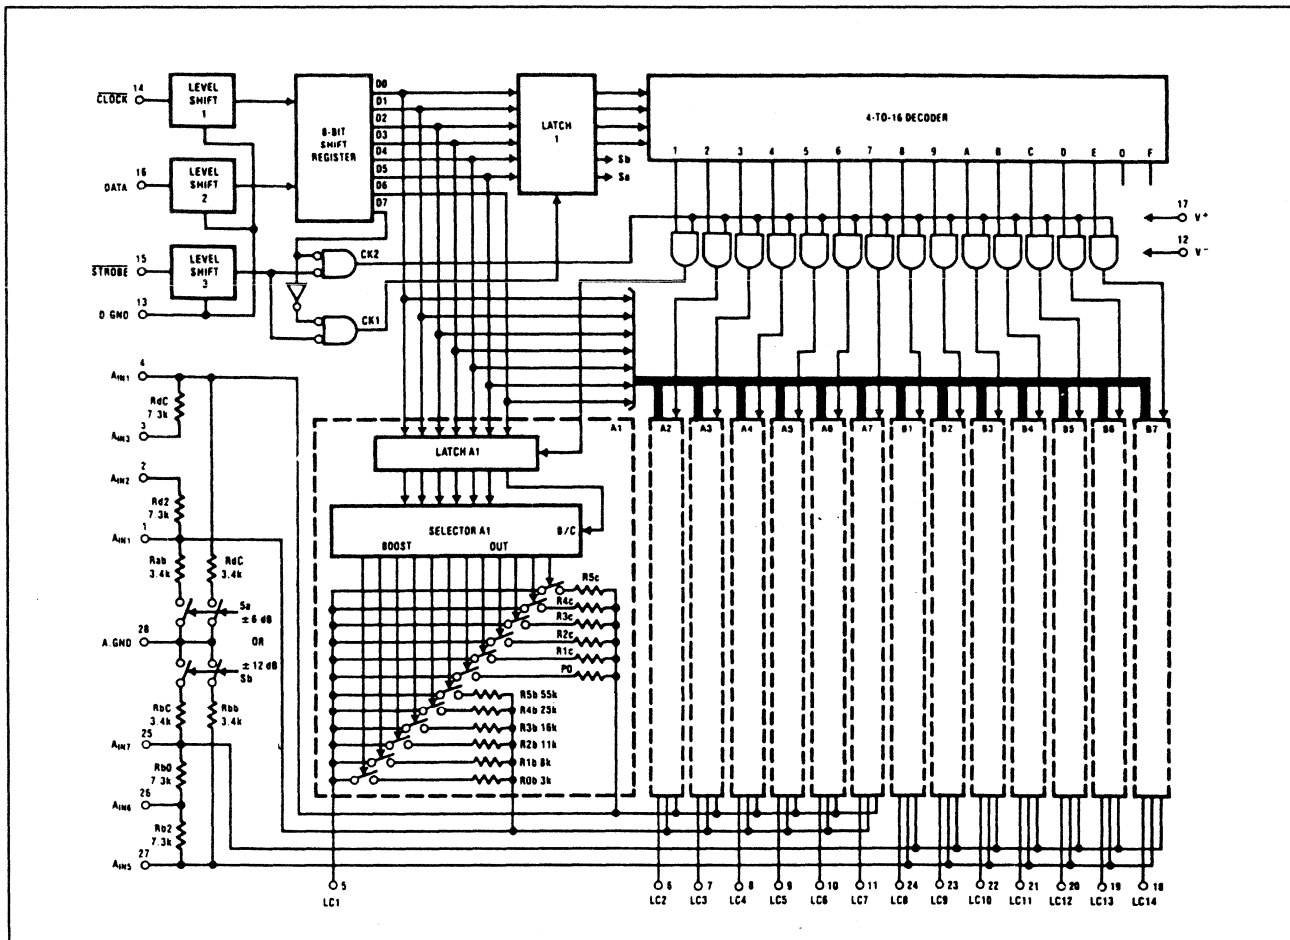 CLOCK 14
LEVEL SHIFT 1
DATA 16
LEVEL SHIFT 2
STROBE 15
LEVEL SHIFT 3
D GND 13
8-BIT SHIFT REGISTER
D0
D1
D2
D3
D4
D5
D6
D7
LATCH 1
Sb
Sa
4-TO-16 DECODER
1 2 3 4 5 6 7 8 9 A B C D E O F
17 V+
12 V-
CK2
CK1
AIN1 4
RdC 7.3k
AIN3 3
AIN2 2
Rd2 7.3k
AIN1 1
Rab 3.4k
RdC 3.4k
Sa ± 6 dB
A.GND 28
OR
± 12 dB Sb
RbC 3.4k
Rbb 3.4k
AIN7 25
Rb0 7.3k
AIN6 26
Rb2 7.3k
AIN5 27
A1
LATCH A1
SELECTOR A1
B/C
BOOST OUT
R5c
R4c
R3c
R2c
R1c
P0
R5b 55k
R4b 25k
R3b 16k
R2b 11k
R1b 8k
R0b 3k
A2 A3 A4 A5 A6 A7 B1 B2 B3 B4 B5 B6 B7
5 6 7 8 9 10 11 24 23 22 21 20 19 18
LC1 LC2 LC3 LC4 LC5 LC6 LC7 LC8 LC9 LC10 LC11 LC12 LC13 LC14